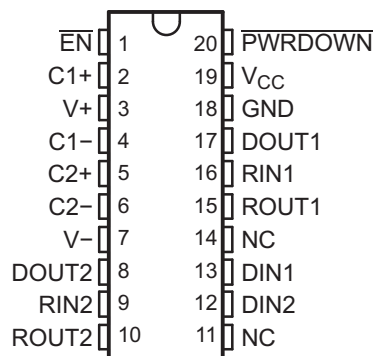 EN 1 20 PWRDOWN
C1+ 2 19 VCC
V+ 3 18 GND
C1− 4 17 DOUT1
C2+ 5 16 RIN1
C2− 6 15 ROUT1
V− 7 14 NC
DOUT2 8 13 DIN1
RIN2 9 12 DIN2
ROUT2 10 11 NC